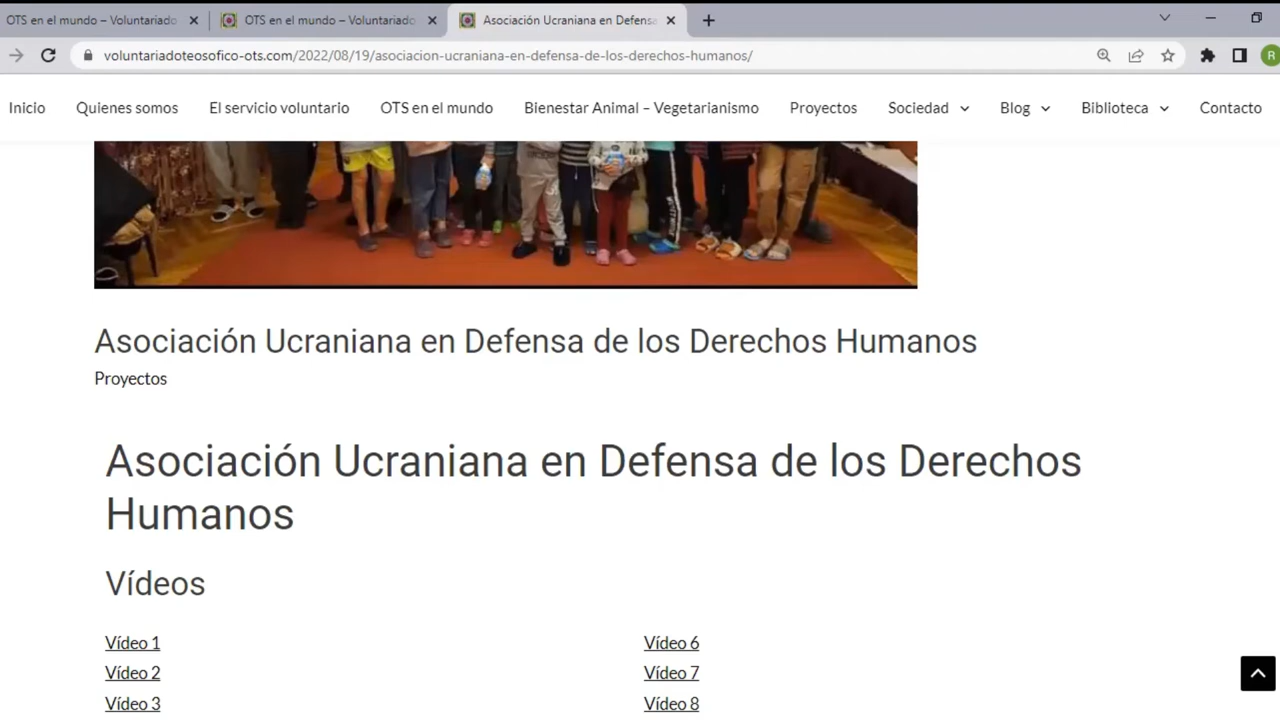 OTS en el mundo – Voluntariado
OTS en el mundo – Voluntariado
Asociación Ucraniana en Defensa
voluntariadoteosofico-ots.com/2022/08/19/asociacion-ucraniana-en-defensa-de-los-derechos-humanos/
R
Inicio Quienes somos El servicio voluntario OTS en el mundo Bienestar Animal – Vegetarianismo Proyectos Sociedad Blog Biblioteca Contacto
Asociación Ucraniana en Defensa de los Derechos Humanos
Proyectos
Asociación Ucraniana en Defensa de los Derechos
Humanos
Vídeos
Vídeo 1
Vídeo 2
Vídeo 3
Vídeo 6
Vídeo 7
Vídeo 8